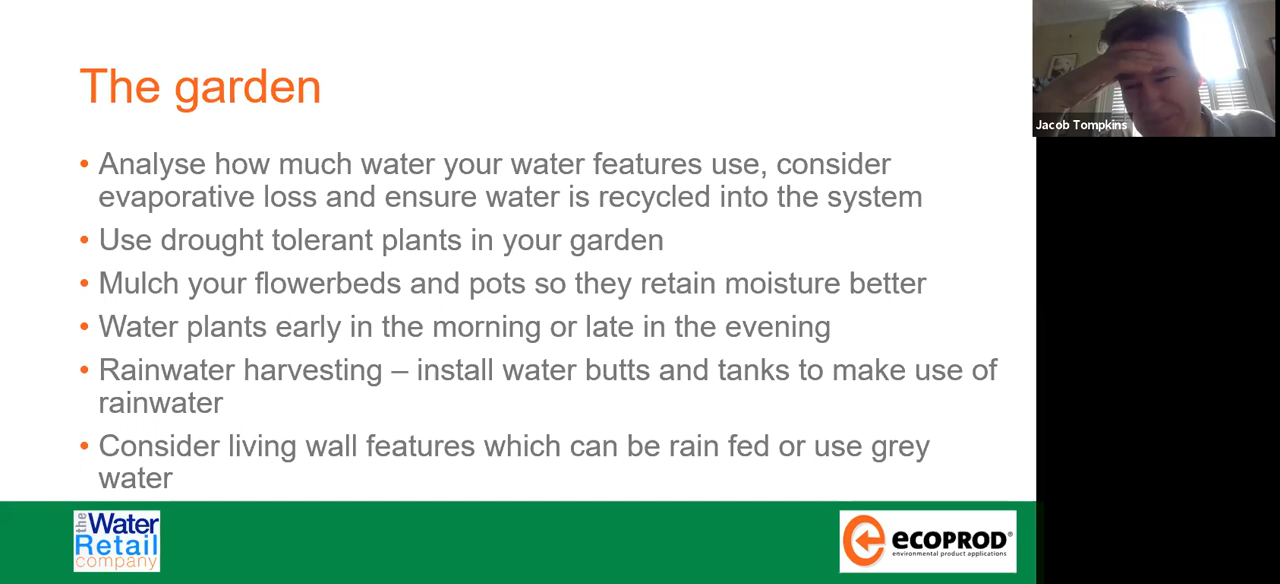 The garden
Jacob Tompkins
• Analyse how much water your water features use, consider
evaporative loss and ensure water is recycled into the system
• Use drought tolerant plants in your garden
• Mulch your flowerbeds and pots so they retain moisture better
• Water plants early in the morning or late in the evening
• Rainwater harvesting – install water butts and tanks to make use of
rainwater
• Consider living wall features which can be rain fed or use grey
water
the Water
Retail
company
ECOPROD®
environmental product applications